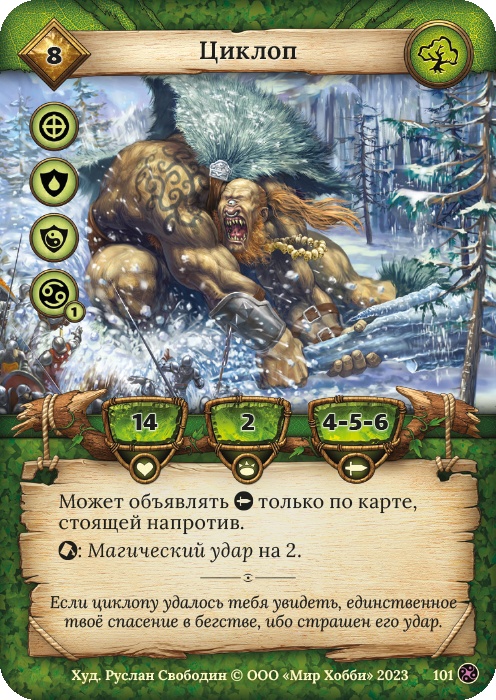 8
Циклоп
1
14
2
4-5-6
Может объявлять только по карте,
стоящей напротив.
: Магический удар на 2.
Если циклопу удалось тебя увидеть, единственное
твоё спасение в бегстве, ибо страшен его удар.
Худ. Руслан Свободин © ООО «Мир Хобби» 2023
101